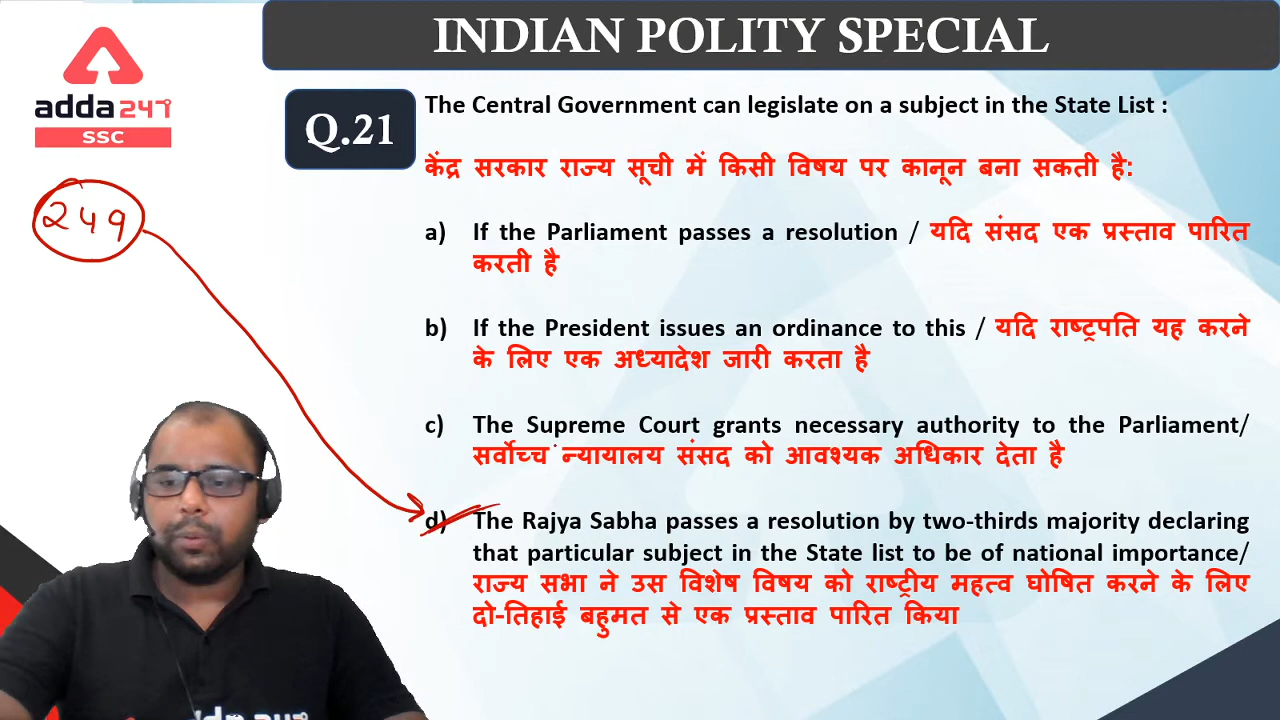 INDIAN POLITY SPECIAL
adda247
SSC
Q.21
The Central Government can legislate on a subject in the State List :
केंद्र सरकार राज्य सूची में किसी विषय पर कानून बना सकती है:
249
a) If the Parliament passes a resolution / यदि संसद एक प्रस्ताव पारित
करती है
b) If the President issues an ordinance to this / यदि राष्ट्रपति यह करने
के लिए एक अध्यादेश जारी करता है
c) The Supreme Court grants necessary authority to the Parliament/
सर्वोच्च न्यायालय संसद को आवश्यक अधिकार देता है
d) The Rajya Sabha passes a resolution by two-thirds majority declaring
that particular subject in the State list to be of national importance/
राज्य सभा ने उस विशेष विषय को राष्ट्रीय महत्व घोषित करने के लिए
दो-तिहाई बहुमत से एक प्रस्ताव पारित किया
adda247